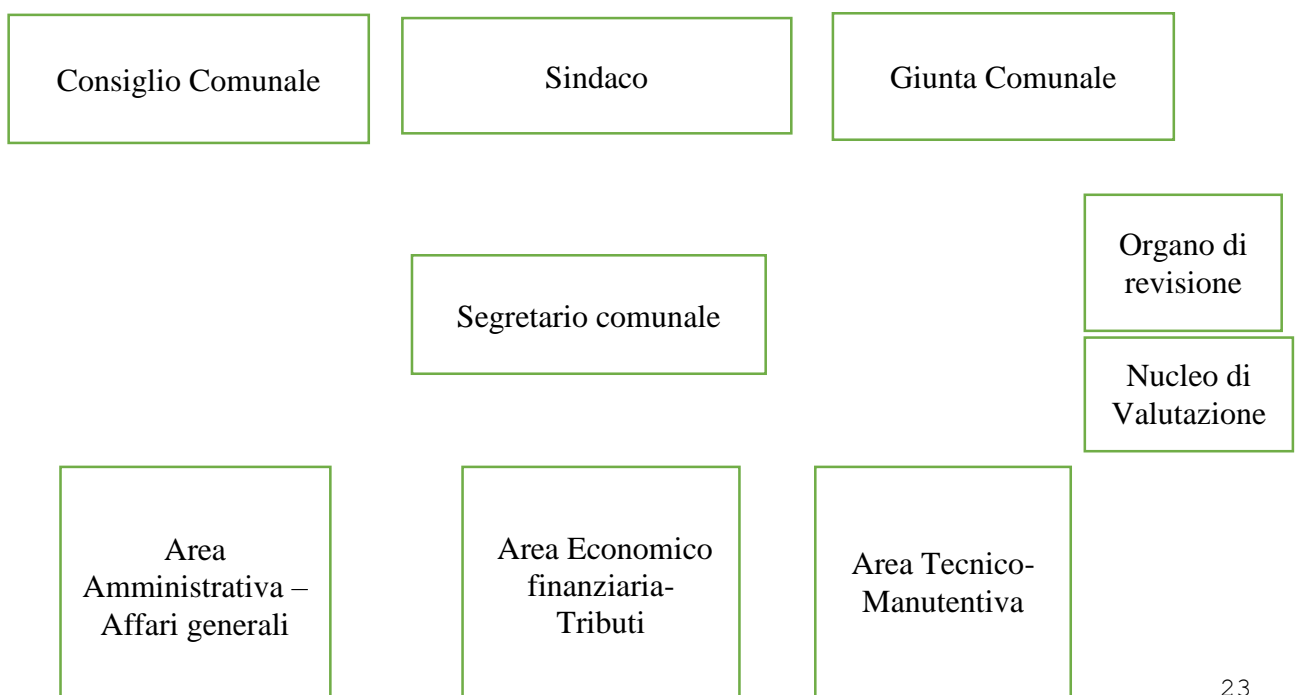 Consiglio Comunale
Sindaco
Giunta Comunale
Organo di
revisione
Segretario comunale
Nucleo di
Valutazione
Area
Amministrativa –
Affari generali
Area Economico
finanziaria-
Tributi
Area Tecnico-
Manutentiva
23